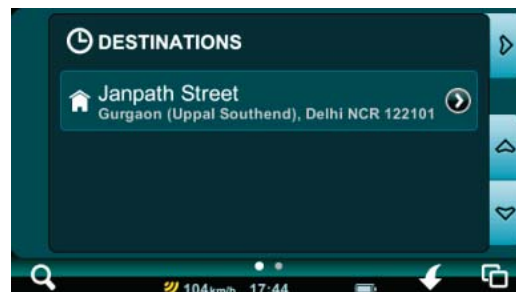 DESTINATIONS
Janpath Street
Gurgaon (Uppal Southend), Delhi NCR 122101
104km/h 17:44